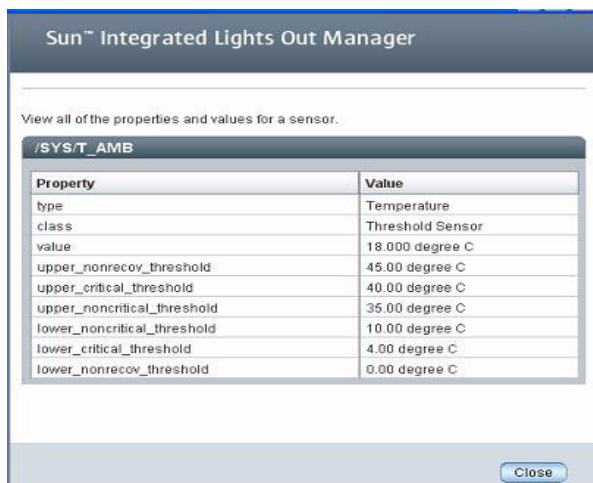 Sun™ Integrated Lights Out Manager
View all of the properties and values for a sensor.
/SYS/T_AMB
Property Value
type Temperature
class Threshold Sensor
value 18.000 degree C
upper_nonrecov_threshold 45.00 degree C
upper_critical_threshold 40.00 degree C
upper_noncritical_threshold 35.00 degree C
lower_noncritical_threshold 10.00 degree C
lower_critical_threshold 4.00 degree C
lower_nonrecov_threshold 0.00 degree C
Close